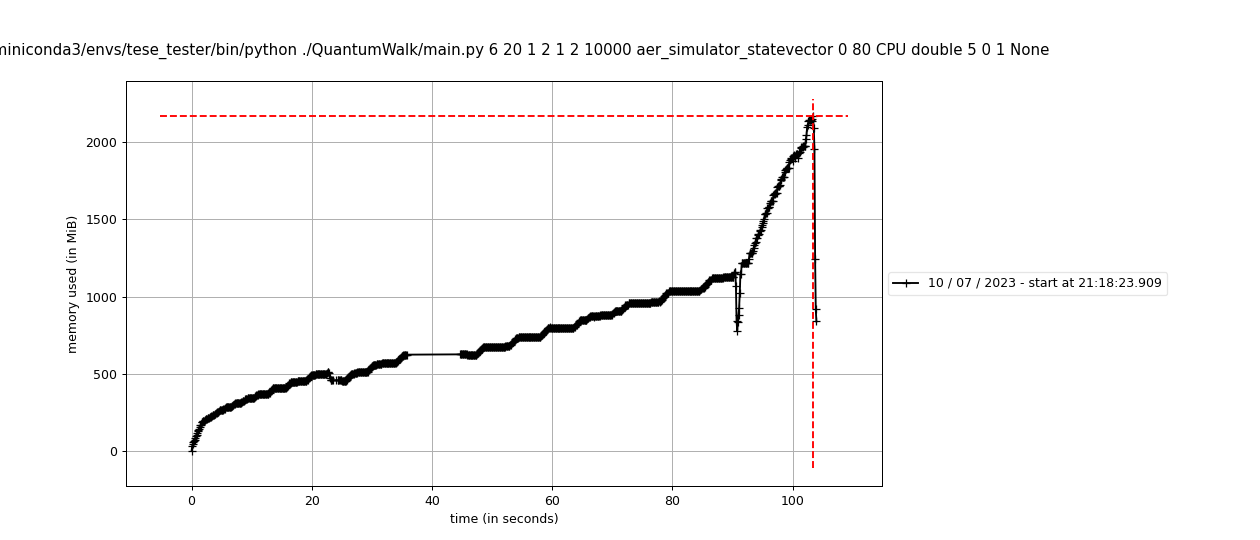 miniconda3/envs/tese_tester/bin/python ./QuantumWalk/main.py 6 20 1 2 1 2 10000 aer_simulator_statevector 0 80 CPU double 5 0 1 None
memory used (in MiB)
2000
1500
1000
500
0
0 20 40 60 80 100
time (in seconds)
10 / 07 / 2023 - start at 21:18:23.909